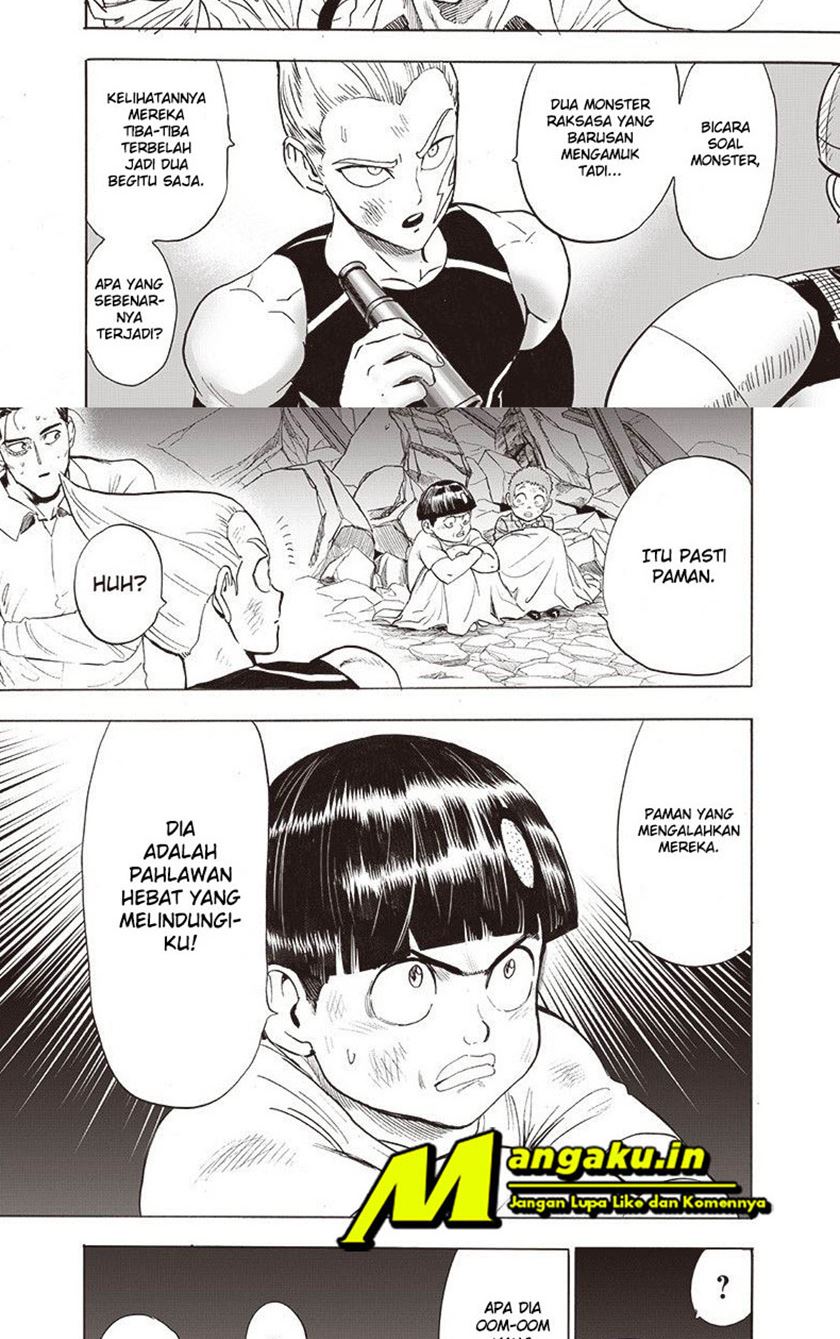 BICARA
SOAL
MONSTER,
DUA MONSTER
RAKSASA YANG
BARUSAN
MENGAMUK
TADI...
KELIHATANNYA
MEREKA
TIBA-TIBA
TERBELAH
JADI DUA
BEGITU SAJA.
APA YANG
SEBENAR-
NYA
TERJADI?
ITU PASTI
PAMAN.
HUH?
PAMAN YANG
MENGALAHKAN
MEREKA.
DIA
ADALAH
PAHLAWAN
HEBAT YANG
MELINDUNGI-
KU!
Mangaku.in
Jangan Lupa Like dan Komennya
?
APA DIA
OOM-OOM